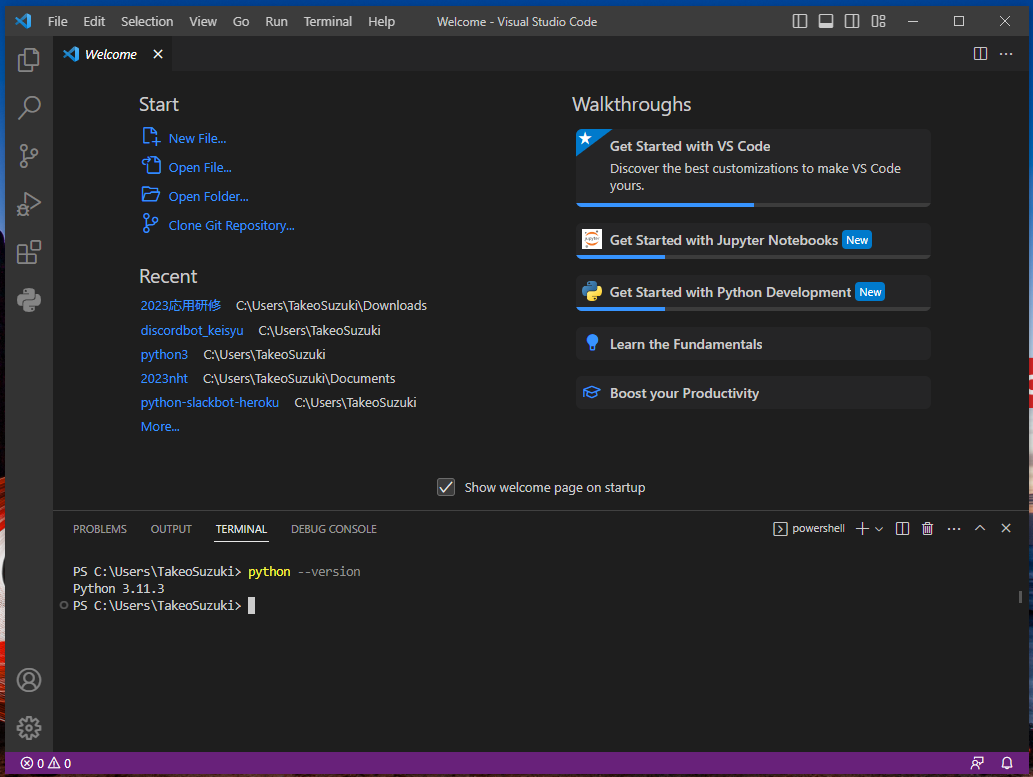 File Edit Selection View Go Run Terminal Help Welcome - Visual Studio Code
Welcome
Start
New File...
Open File...
Open Folder...
Clone Git Repository...
Recent
2023応用研修 C:\Users\TakeoSuzuki\Downloads
discordbot_keisyu C:\Users\TakeoSuzuki
python3 C:\Users\TakeoSuzuki
2023nht C:\Users\TakeoSuzuki\Documents
python-slackbot-heroku C:\Users\TakeoSuzuki
More...
Walkthroughs
Get Started with VS Code
Discover the best customizations to make VS Code
yours.
jupyter
Get Started with Jupyter Notebooks New
Get Started with Python Development New
Learn the Fundamentals
Boost your Productivity
Show welcome page on startup
PROBLEMS OUTPUT TERMINAL DEBUG CONSOLE powershell
PS C:\Users\TakeoSuzuki> python --version
Python 3.11.3
PS C:\Users\TakeoSuzuki>
0 0